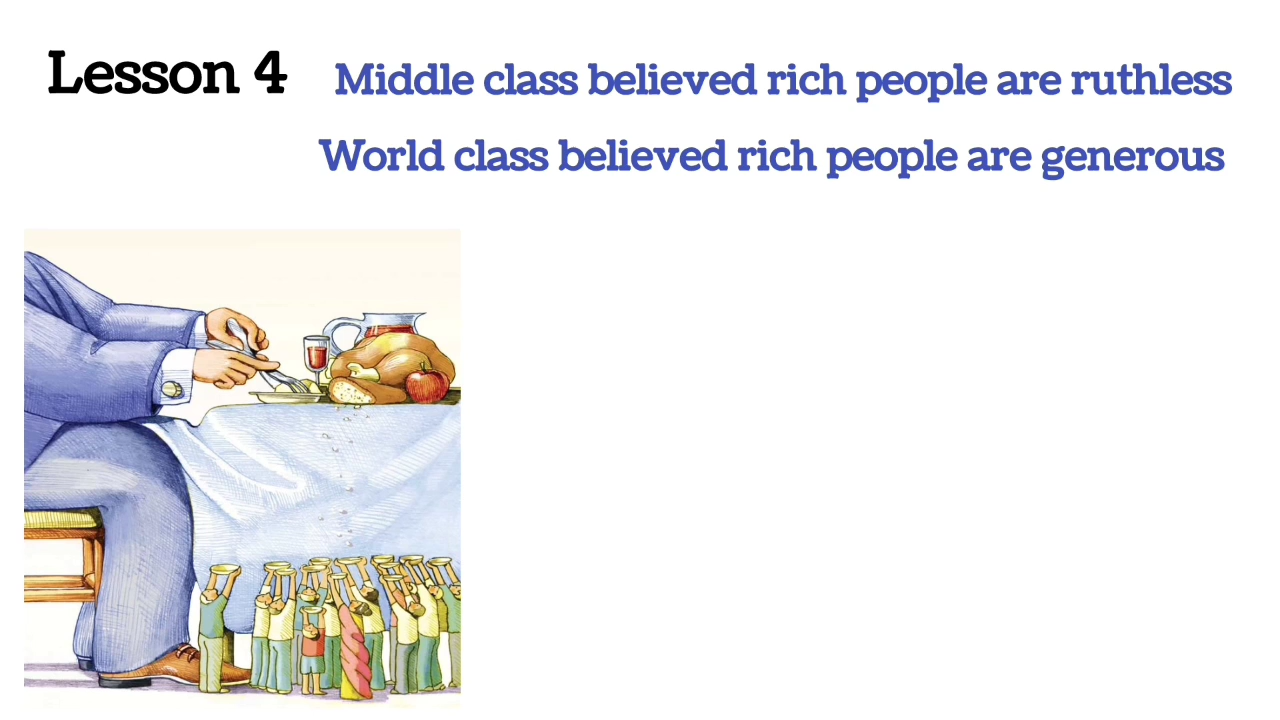 Lesson 4
Middle class believed rich people are ruthless
World class believed rich people are generous